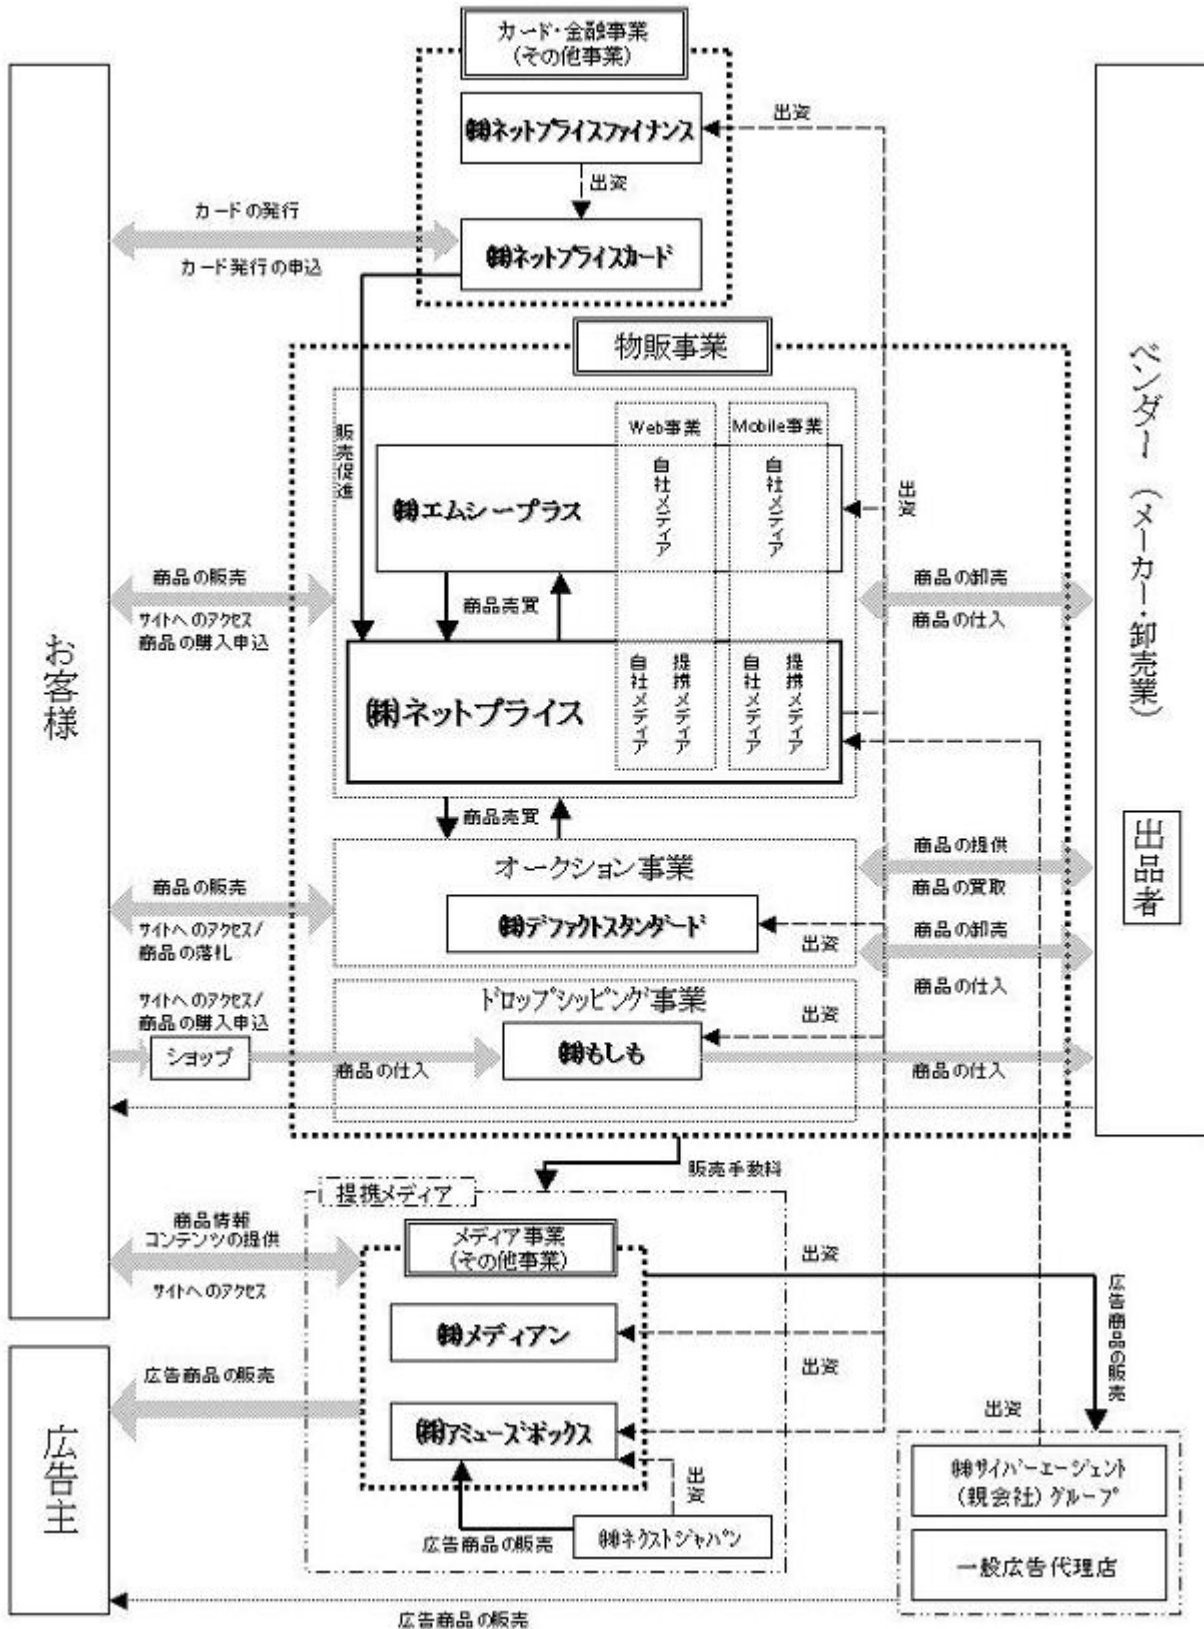 カード・金融事業
(その他事業)
㈱ネットプライスファイナンス
出資
出資
カードの発行
カード発行の申込
㈱ネットプライスカード
物販事業
販売促進
Web事業
Mobile事業
㈱エムシープラス
自社メディア
自社メディア
出資
商品の販売
サイトへのアクセス
商品の購入申込
商品売買
商品の卸売
商品の仕入
お客様
ベンダー (メーカー・卸売業)
㈱ネットプライス
自社メディア
提携メディア
自社メディア
提携メディア
商品売買
オークション事業
商品の販売
サイトへのアクセス/
商品の落札
㈱デファクトスタンダード
出資
商品の提供
商品の買取
商品の卸売
商品の仕入
出品者
サイトへのアクセス/
商品の購入申込
ショップ
商品の仕入
ドロップシッピング事業
㈱もしも
出資
商品の仕入
販売手数料
提携メディア
商品情報
コンテンツの提供
サイトへのアクセス
メディア事業
(その他事業)
出資
㈱メディアン
出資
広告商品の販売
広告商品の販売
㈱アミューズボックス
出資
出資
広告主
広告商品の販売
㈱ネクストジャパン
㈱サイバーエージェント
(親会社)グループ
一般広告代理店
広告商品の販売